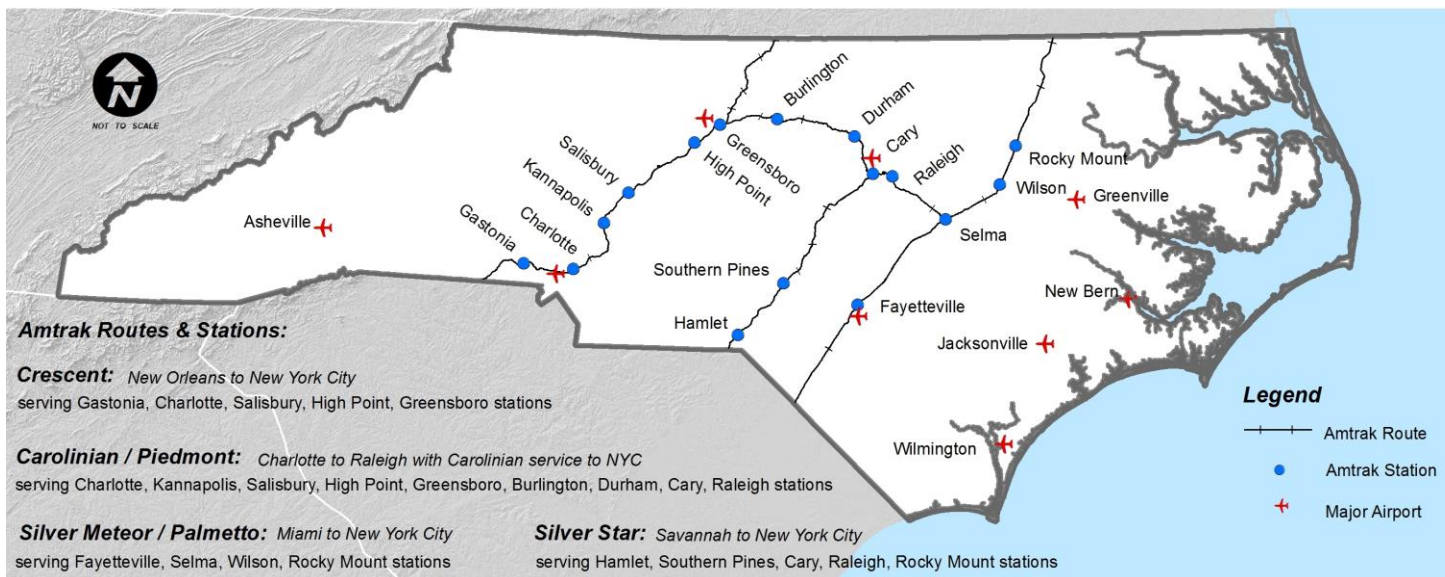 N
NOT TO SCALE
Burlington
Durham
Cary
Raleigh
Greensboro
High Point
Salisbury
Kannapolis
Charlotte
Gastonia
Asheville
Rocky Mount
Wilson
Greenville
Selma
Southern Pines
Fayetteville
New Bern
Hamlet
Jacksonville
Wilmington
Amtrak Routes & Stations:
Crescent: New Orleans to New York City
serving Gastonia, Charlotte, Salisbury, High Point, Greensboro stations
Carolinian / Piedmont: Charlotte to Raleigh with Carolinian service to NYC
serving Charlotte, Kannapolis, Salisbury, High Point, Greensboro, Burlington, Durham, Cary, Raleigh stations
Silver Meteor / Palmetto: Miami to New York City
serving Fayetteville, Selma, Wilson, Rocky Mount stations
Silver Star: Savannah to New York City
serving Hamlet, Southern Pines, Cary, Raleigh, Rocky Mount stations
Legend
Amtrak Route
Amtrak Station
Major Airport